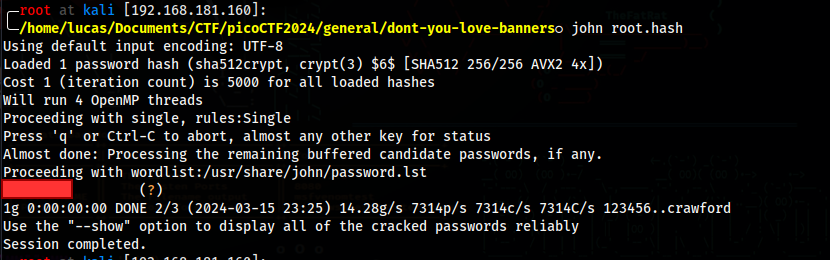 root at kali [192.168.181.160]:
/home/lucas/Documents/CTF/picoCTF2024/general/dont-you-love-banners○ john root.hash
Using default input encoding: UTF-8
Loaded 1 password hash (sha512crypt, crypt(3) $6$ [SHA512 256/256 AVX2 4x])
Cost 1 (iteration count) is 5000 for all loaded hashes
Will run 4 OpenMP threads
Proceeding with single, rules:Single
Press 'q' or Ctrl-C to abort, almost any other key for status
Almost done: Processing the remaining buffered candidate passwords, if any.
Proceeding with wordlist:/usr/share/john/password.lst
(?)
1g 0:00:00:00 DONE 2/3 (2024-03-15 23:25) 14.28g/s 7314p/s 7314c/s 7314C/s 123456..crawford
Use the "--show" option to display all of the cracked passwords reliably
Session completed.
root at kali [192.168.181.160]: